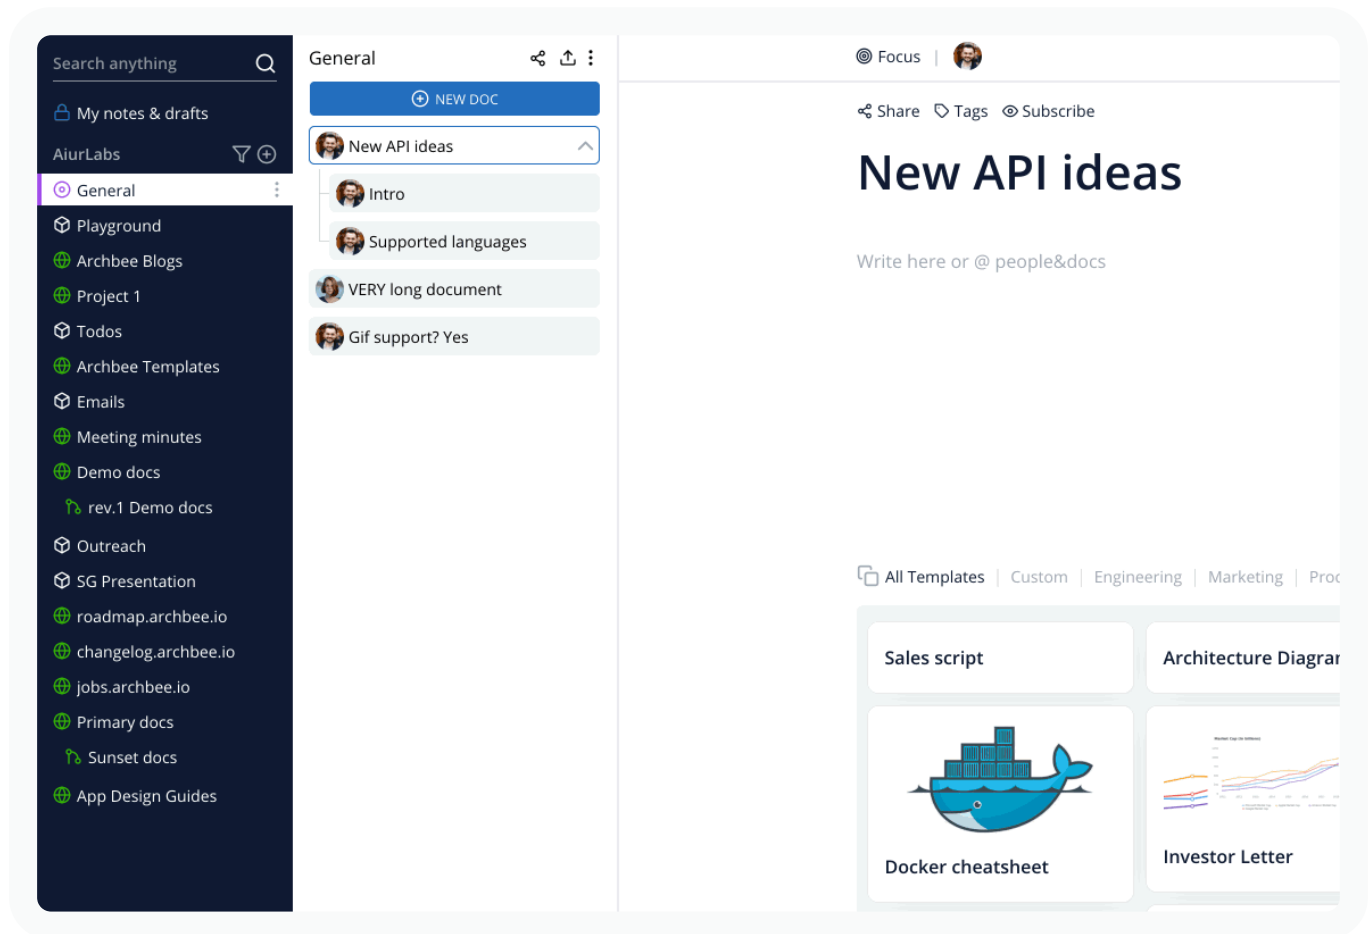 Search anything
My notes & drafts
AiurLabs
General
Playground
Archbee Blogs
Project 1
Todos
Archbee Templates
Emails
Meeting minutes
Demo docs
rev.1 Demo docs
Outreach
SG Presentation
roadmap.archbee.io
changelog.archbee.io
jobs.archbee.io
Primary docs
Sunset docs
App Design Guides
General
NEW DOC
New API ideas
Intro
Supported languages
VERY long document
Gif support? Yes
Focus
Share Tags Subscribe
New API ideas
Write here or @ people&docs
All Templates Custom Engineering Marketing Proc
Sales script
Architecture Diagram
Docker cheatsheet
Investor Letter